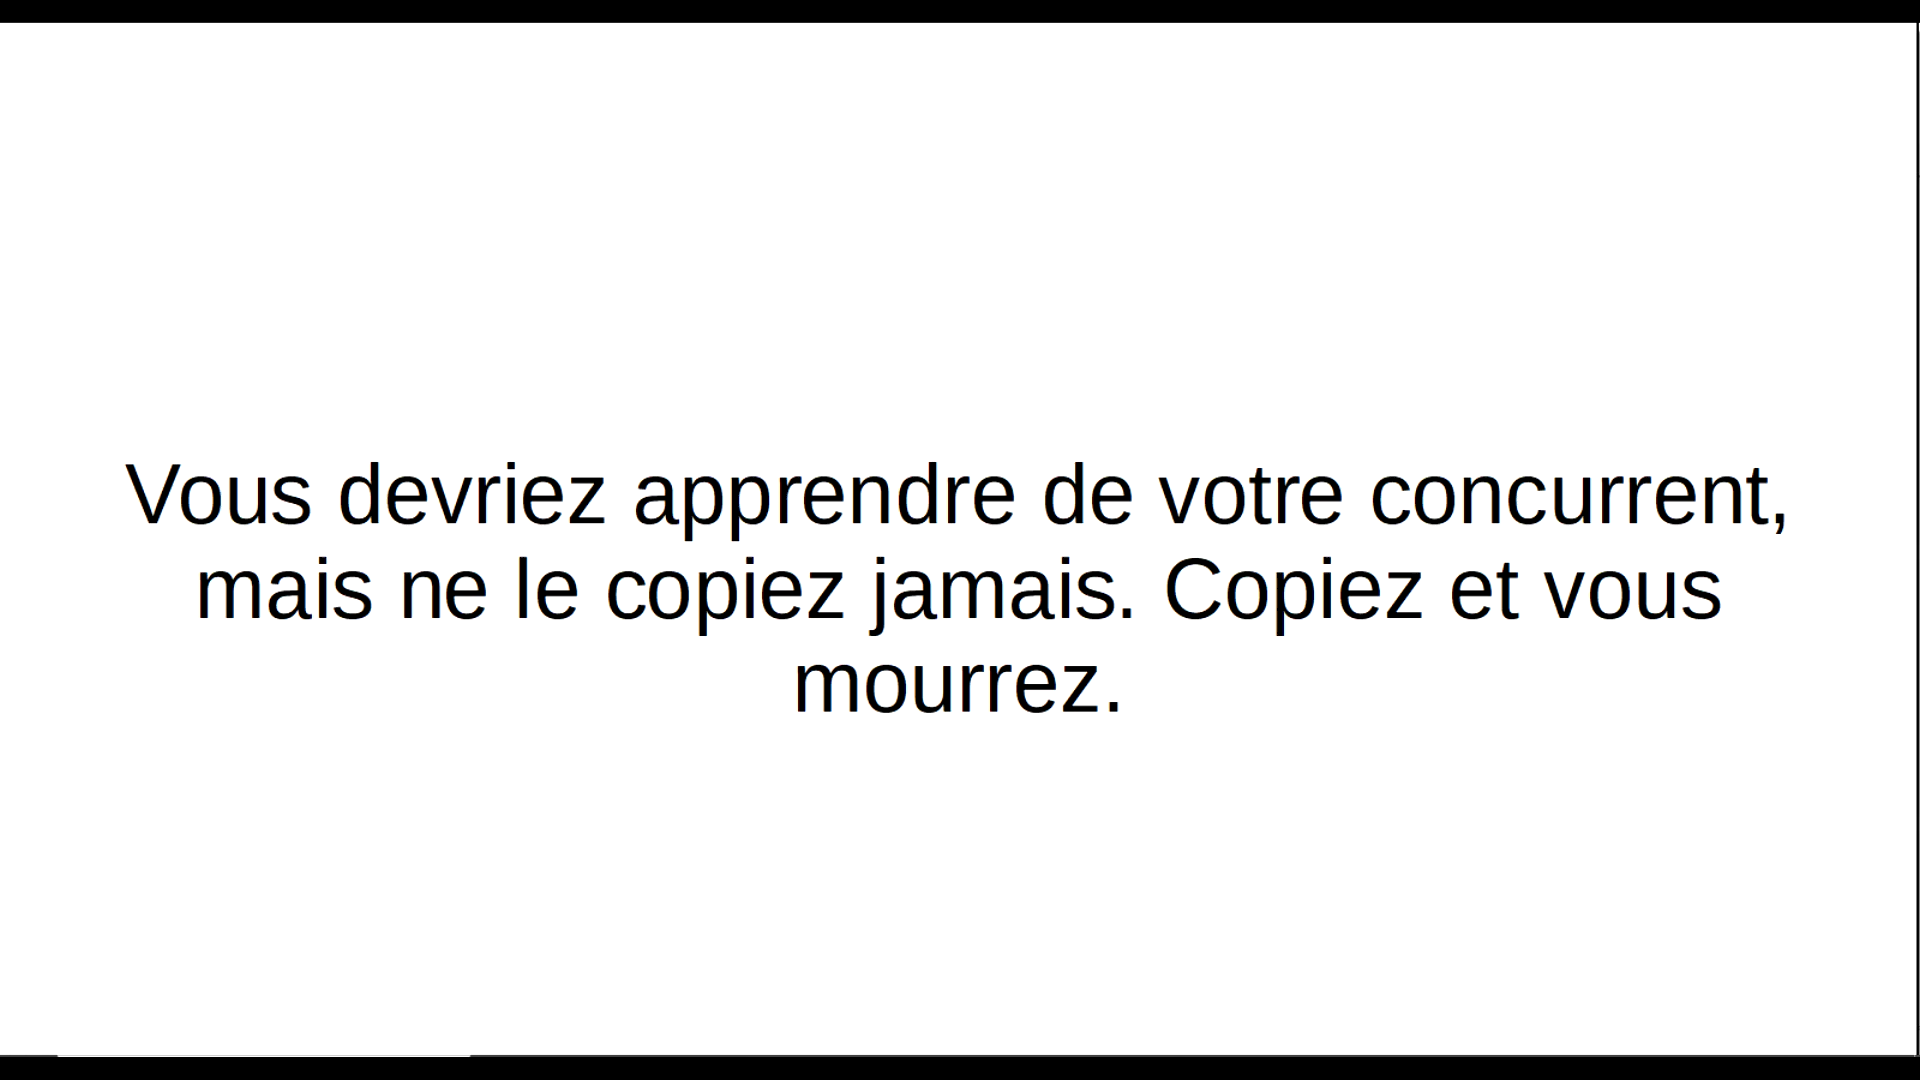 Vous devriez apprendre de votre concurrent,
mais ne le copiez jamais. Copiez et vous
mourrez.